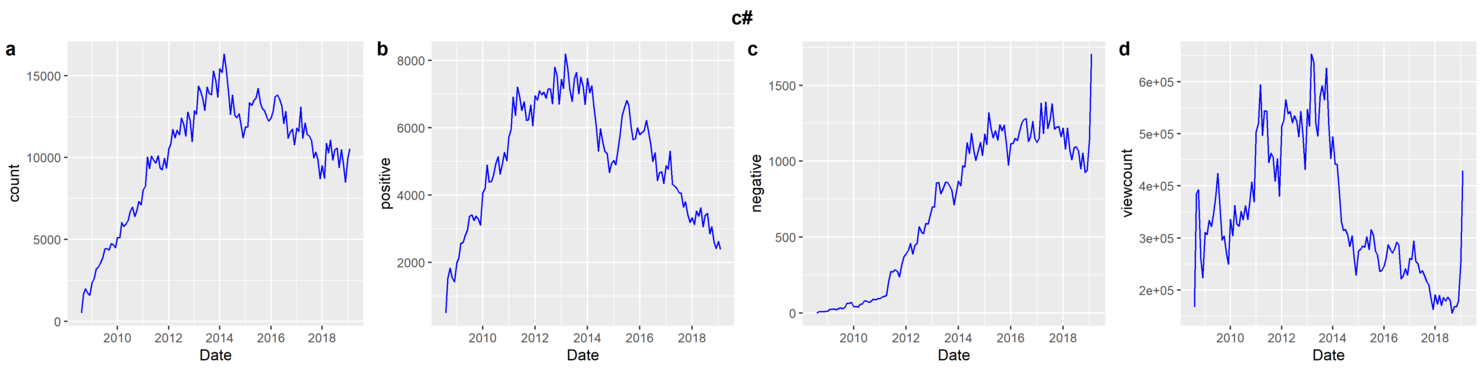 c#
a
count
15000
10000
5000
0
2010 2012 2014 2016 2018
Date
b
positive
8000
6000
4000
2000
2010 2012 2014 2016 2018
Date
c
negative
1500
1000
500
0
2010 2012 2014 2016 2018
Date
d
viewcount
6e+05
5e+05
4e+05
3e+05
2e+05
2010 2012 2014 2016 2018
Date